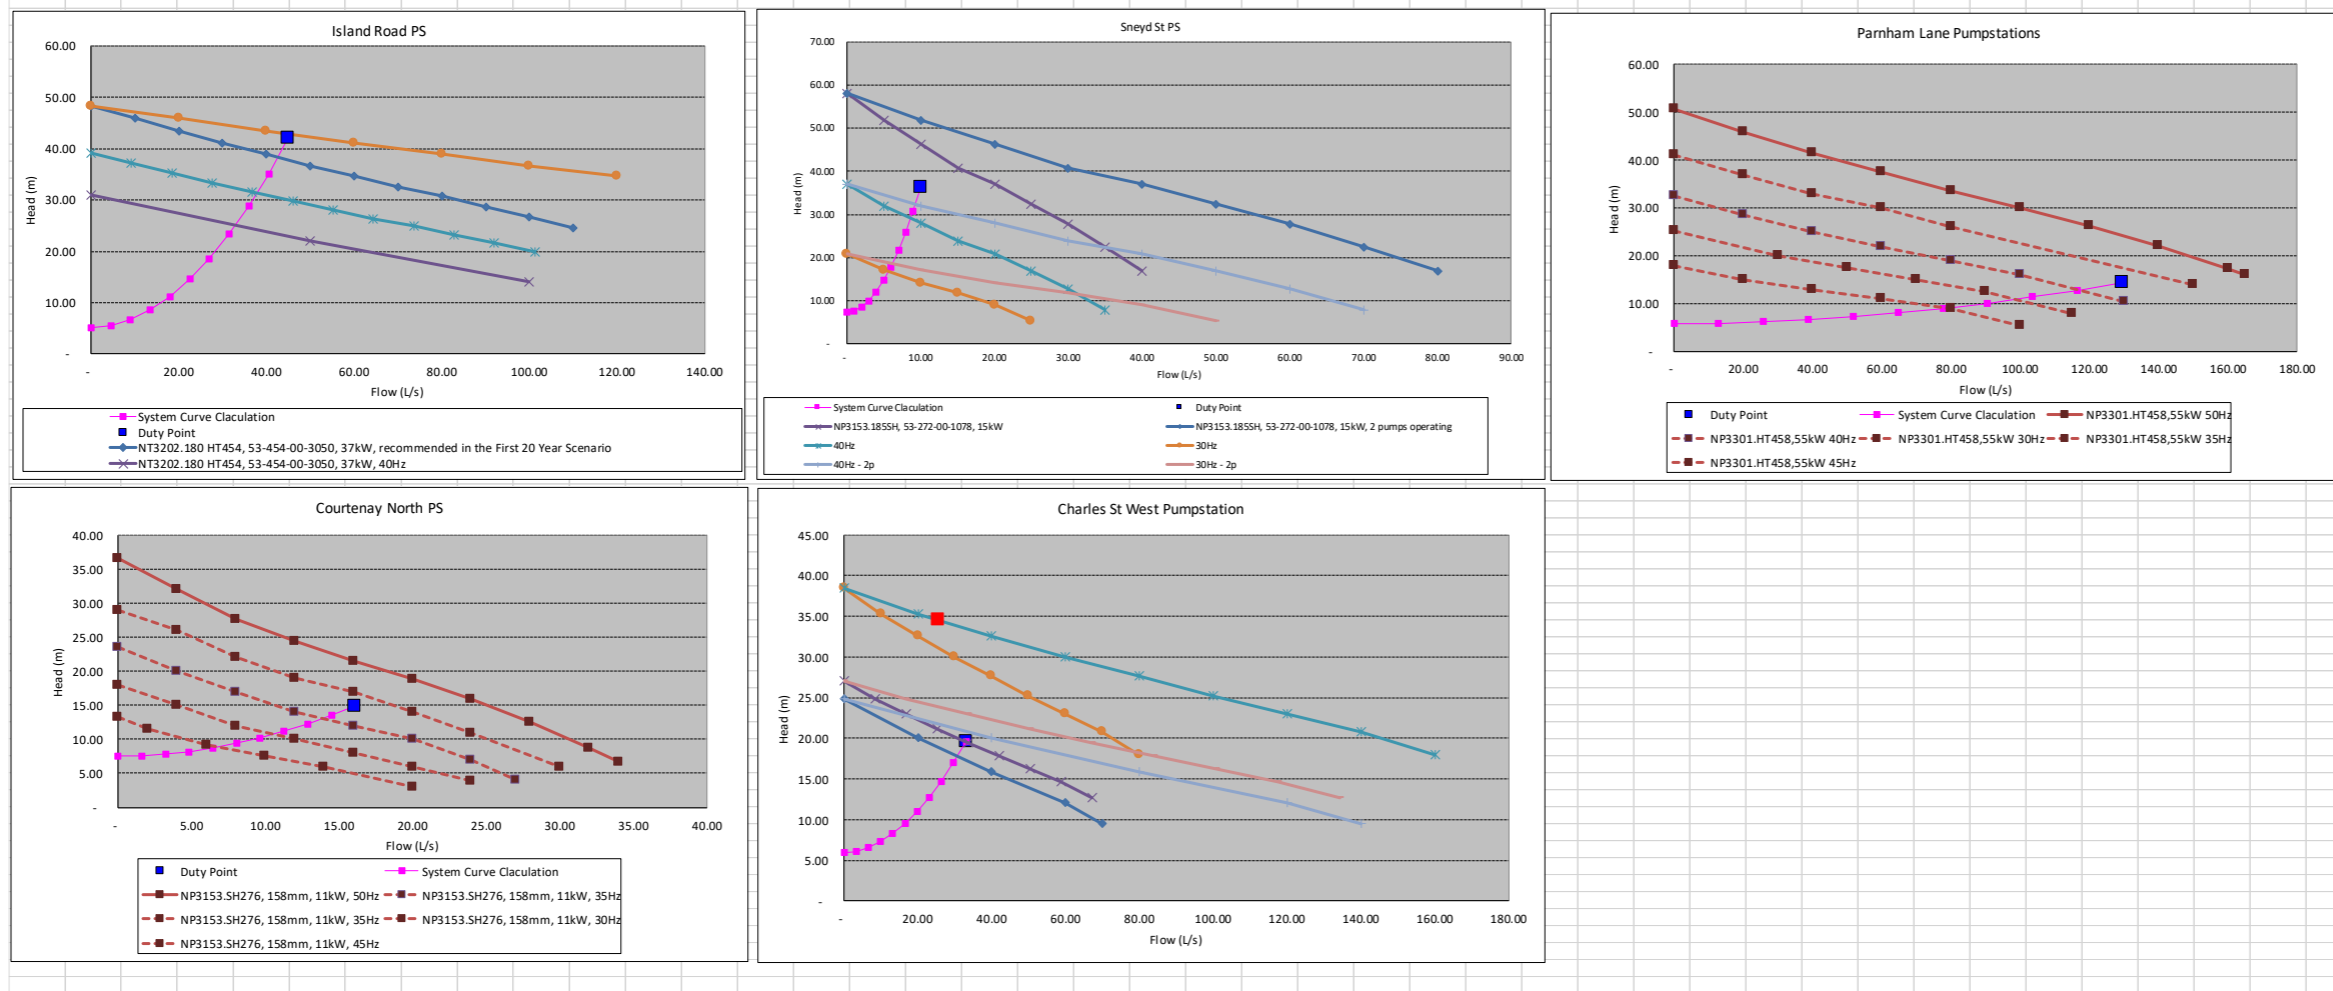 Island Road PS
60.00
50.00
40.00
30.00
20.00
10.00
-
Head (m)
- 20.00 40.00 60.00 80.00 100.00 120.00 140.00
Flow (L/s)
System Curve Claculation
Duty Point
NT3202.180 HT454, 53-454-00-3050, 37kW, recommended in the First 20 Year Scenario
NT3202.180 HT454, 53-454-00-3050, 37kW, 40Hz
Sneyd St PS
70.00
60.00
50.00
40.00
30.00
20.00
10.00
-
Head (m)
- 10.00 20.00 30.00 40.00 50.00 60.00 70.00 80.00 90.00
Flow (L/s)
System Curve Claculation Duty Point
NP3153.185SH, 53-272-00-1078, 15kW NP3153.185SH, 53-272-00-1078, 15kW, 2 pumps operating
40Hz 30Hz
40Hz - 2p 30Hz - 2p
Parnham Lane Pumpstations
60.00
50.00
40.00
30.00
20.00
10.00
-
Head (m)
- 20.00 40.00 60.00 80.00 100.00 120.00 140.00 160.00 180.00
Flow (L/s)
Duty Point System Curve Claculation NP3301.HT458,55kW 50Hz
NP3301.HT458,55kW 40Hz NP3301.HT458,55kW 30Hz NP3301.HT458,55kW 35Hz
NP3301.HT458,55kW 45Hz
Courtenay North PS
40.00
35.00
30.00
25.00
20.00
15.00
10.00
5.00
-
Head (m)
- 5.00 10.00 15.00 20.00 25.00 30.00 35.00 40.00
Flow (L/s)
Duty Point System Curve Claculation
NP3153.SH276, 158mm, 11kW, 50Hz NP3153.SH276, 158mm, 11kW, 35Hz
NP3153.SH276, 158mm, 11kW, 35Hz NP3153.SH276, 158mm, 11kW, 30Hz
NP3153.SH276, 158mm, 11kW, 45Hz
Charles St West Pumpstation
45.00
40.00
35.00
30.00
25.00
20.00
15.00
10.00
5.00
-
Head (m)
- 20.00 40.00 60.00 80.00 100.00 120.00 140.00 160.00 180.00
Flow (L/s)